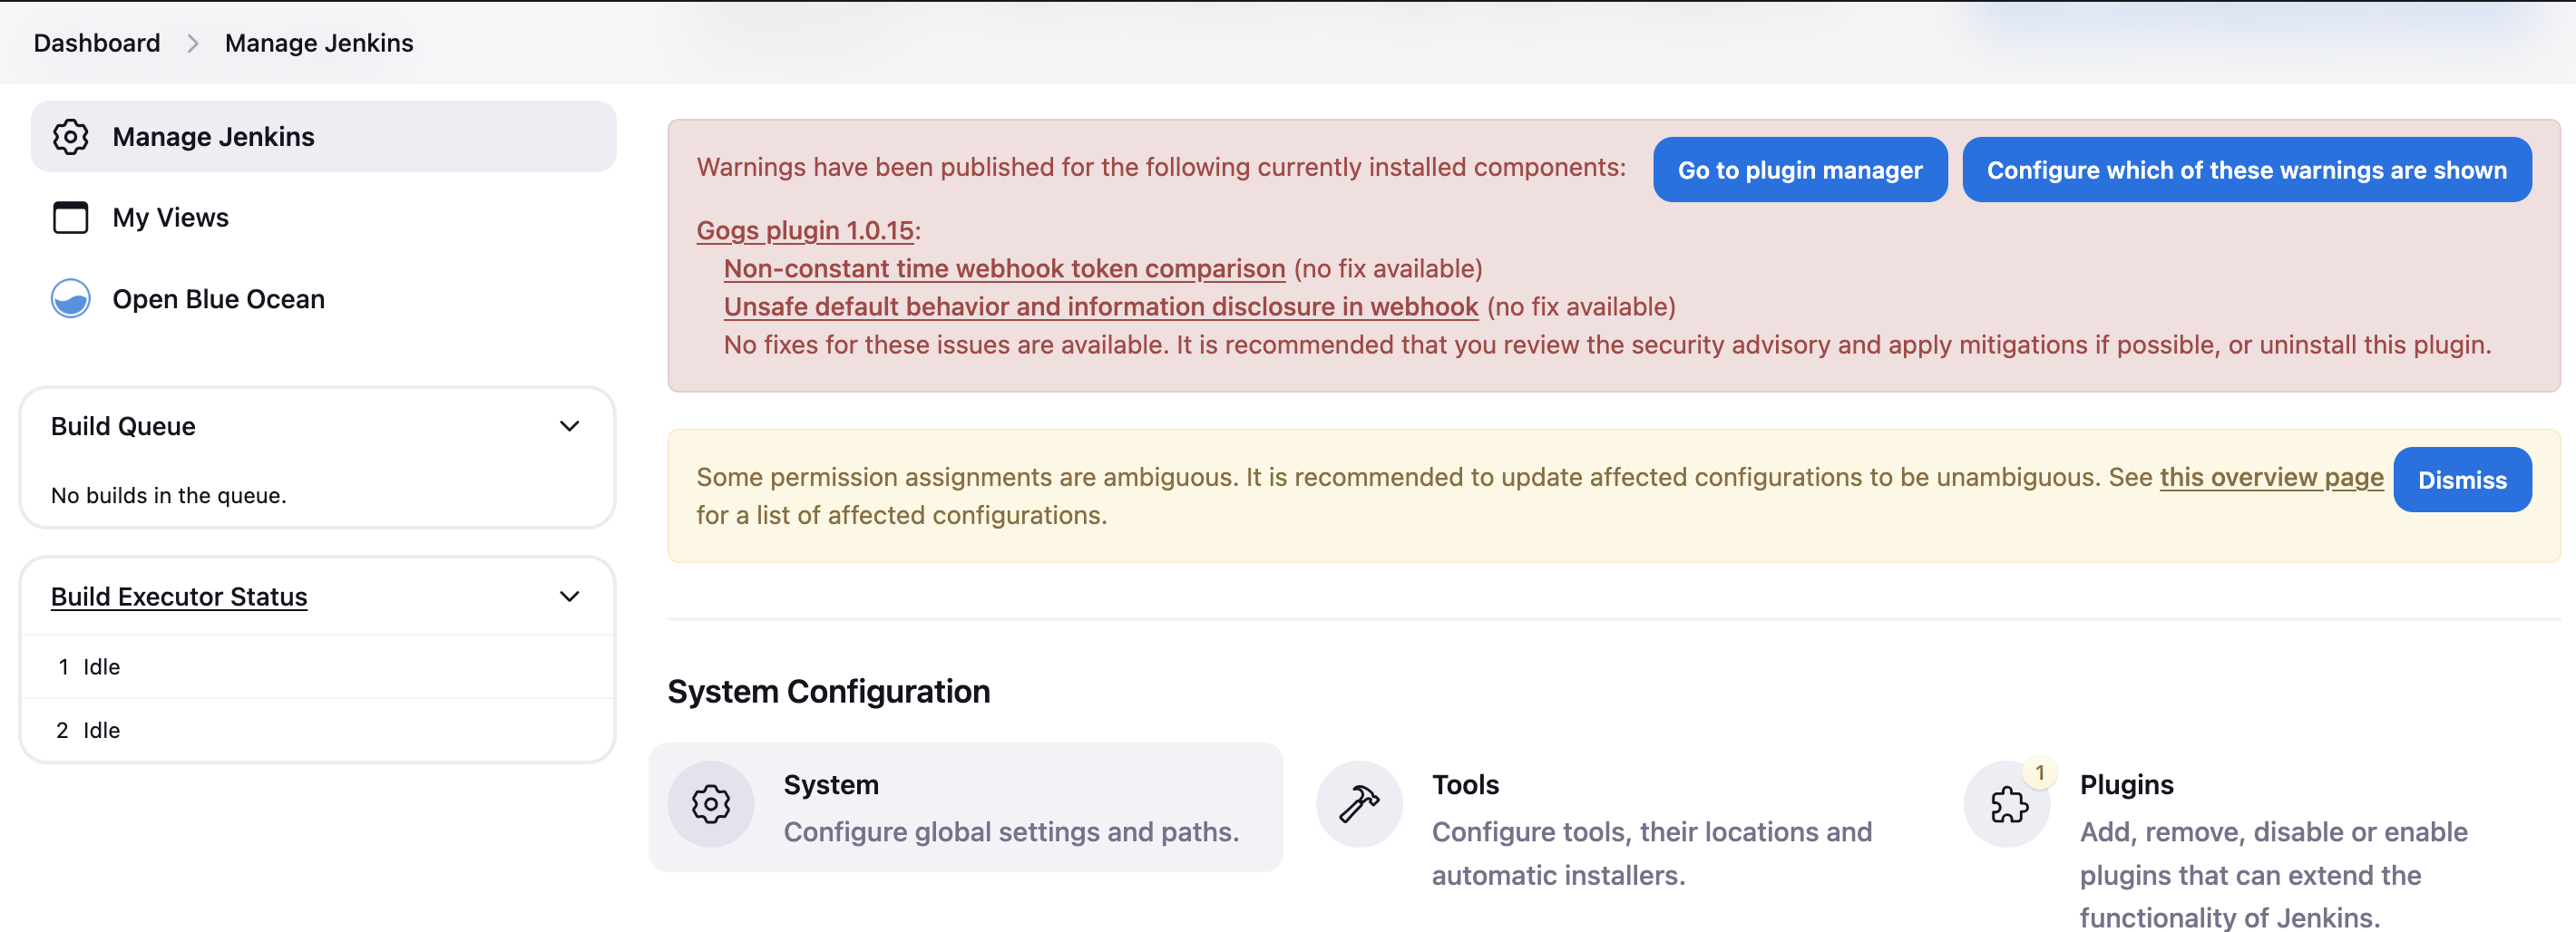 Dashboard > Manage Jenkins
Manage Jenkins
My Views
Open Blue Ocean
Build Queue
No builds in the queue.
Build Executor Status
1 Idle
2 Idle
Warnings have been published for the following currently installed components:
Go to plugin manager
Configure which of these warnings are shown
Gogs plugin 1.0.15:
Non-constant time webhook token comparison (no fix available)
Unsafe default behavior and information disclosure in webhook (no fix available)
No fixes for these issues are available. It is recommended that you review the security advisory and apply mitigations if possible, or uninstall this plugin.
Some permission assignments are ambiguous. It is recommended to update affected configurations to be unambiguous. See this overview page
for a list of affected configurations.
Dismiss
System Configuration
System
Configure global settings and paths.
Tools
Configure tools, their locations and
automatic installers.
1
Plugins
Add, remove, disable or enable
plugins that can extend the
functionality of Jenkins.